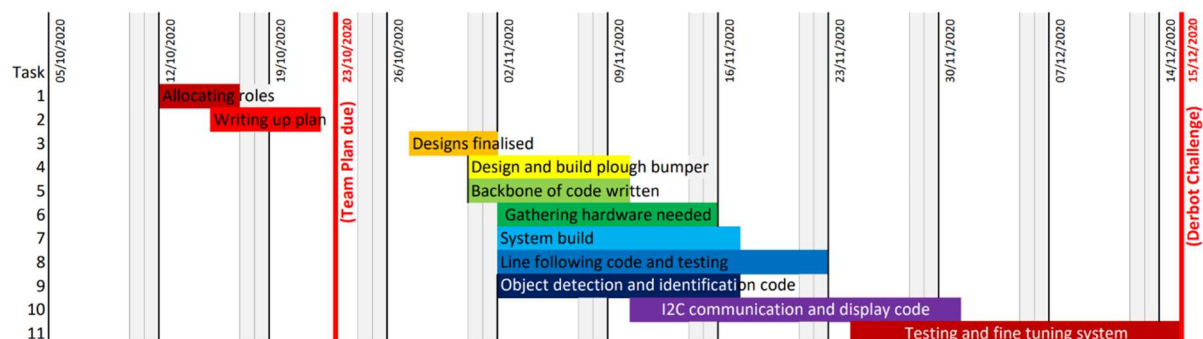 05/10/2020
12/10/2020
19/10/2020
23/10/2020
(Team Plan due)
26/10/2020
02/11/2020
09/11/2020
16/11/2020
23/11/2020
30/11/2020
07/12/2020
14/12/2020
15/12/2020
(Derbot Challenge)
Task
1 Allocating roles
2 Writing up plan
3 Designs finalised
4 Design and build plough bumper
5 Backbone of code written
6 Gathering hardware needed
7 System build
8 Line following code and testing
9 Object detection and identification code
10 I2C communication and display code
11 Testing and fine tuning system